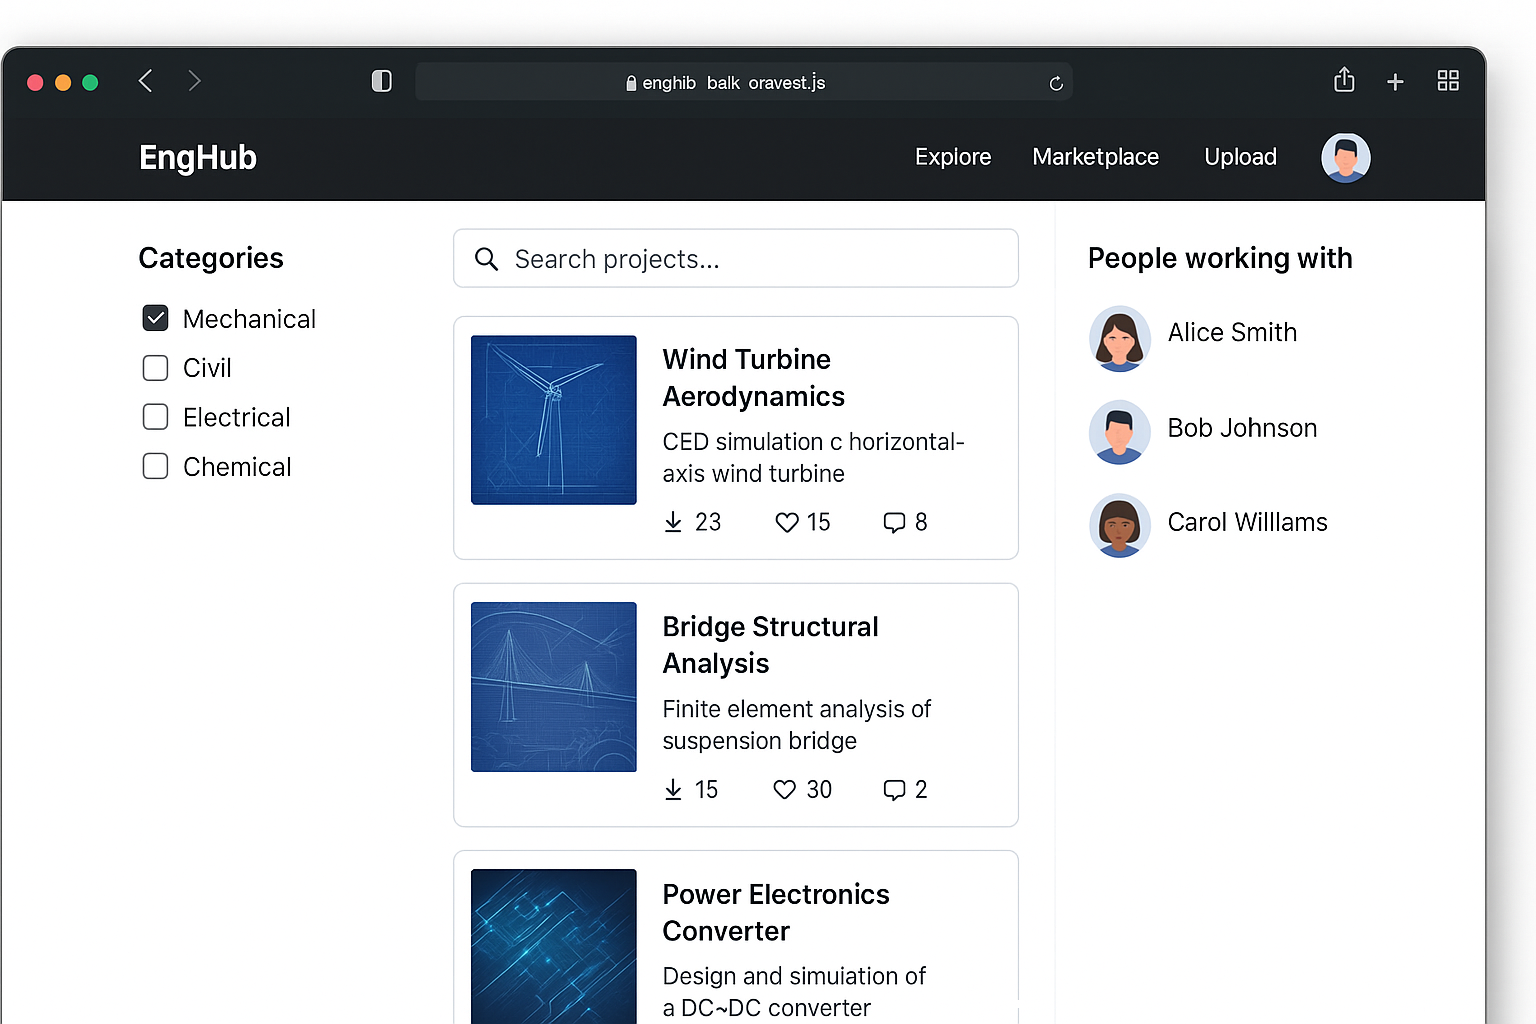 enghib balk oravest.js
EngHub
Explore Marketplace Upload
Categories
Mechanical
Civil
Electrical
Chemical
Search projects...
Wind Turbine
Aerodynamics
CED simulation c horizontal-
axis wind turbine
23 15 8
Bridge Structural
Analysis
Finite element analysis of
suspension bridge
15 30 2
Power Electronics
Converter
Design and simuiation of
a DC~DC converter
People working with
Alice Smith
Bob Johnson
Carol Willlams